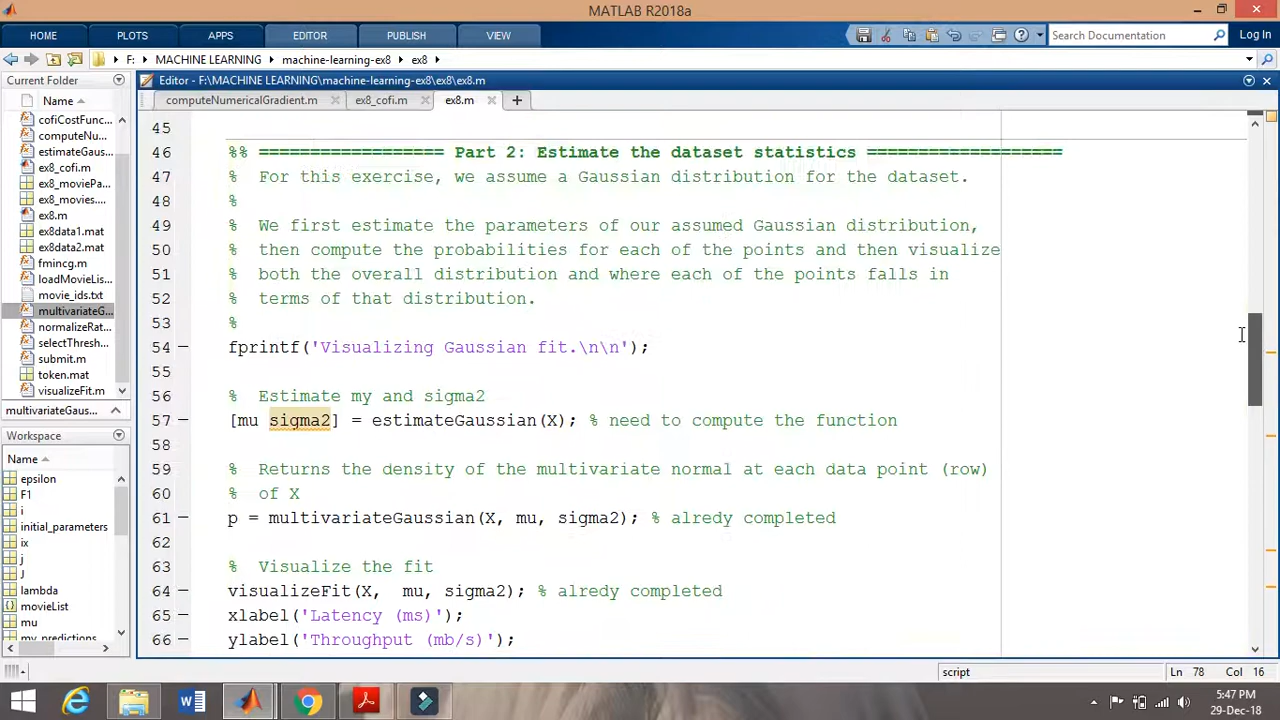 MATLAB R2018a
HOME PLOTS APPS EDITOR PUBLISH VIEW Search Documentation Log In
F: MACHINE LEARNING machine-learning-ex8 ex8
Current Folder
Editor - F:\MACHINE LEARNING\machine-learning-ex8\ex8\ex8.m
Name
computeNumericalGradient.m ex8_cofi.m ex8.m
cofiCostFunc...
computeNu...
estimateGaus...
ex8_cofi.m
ex8_moviePa...
ex8_movies....
ex8.m
ex8data1.mat
ex8data2.mat
fmincg.m
loadMovieLis...
movie_ids.txt
multivariateG...
normalizeRat...
selectThresh...
submit.m
token.mat
visualizeFit.m
multivariateGaus...
Workspace
Name
epsilon
F1
i
initial_parameters
ix
j
J
lambda
movieList
mu
my_predictions
45
46 %% ================== Part 2: Estimate the dataset statistics ===================
47 % For this exercise, we assume a Gaussian distribution for the dataset.
48 %
49 % We first estimate the parameters of our assumed Gaussian distribution,
50 % then compute the probabilities for each of the points and then visualize
51 % both the overall distribution and where each of the points falls in
52 % terms of that distribution.
53 %
54 fprintf('Visualizing Gaussian fit.\n\n');
55
56 % Estimate my and sigma2
57 [mu sigma2] = estimateGaussian(X); % need to compute the function
58
59 % Returns the density of the multivariate normal at each data point (row)
60 % of X
61 p = multivariateGaussian(X, mu, sigma2); % alredy completed
62
63 % Visualize the fit
64 visualizeFit(X, mu, sigma2); % alredy completed
65 xlabel('Latency (ms)');
66 ylabel('Throughput (mb/s)');
script Ln 78 Col 16
5:47 PM
29-Dec-18